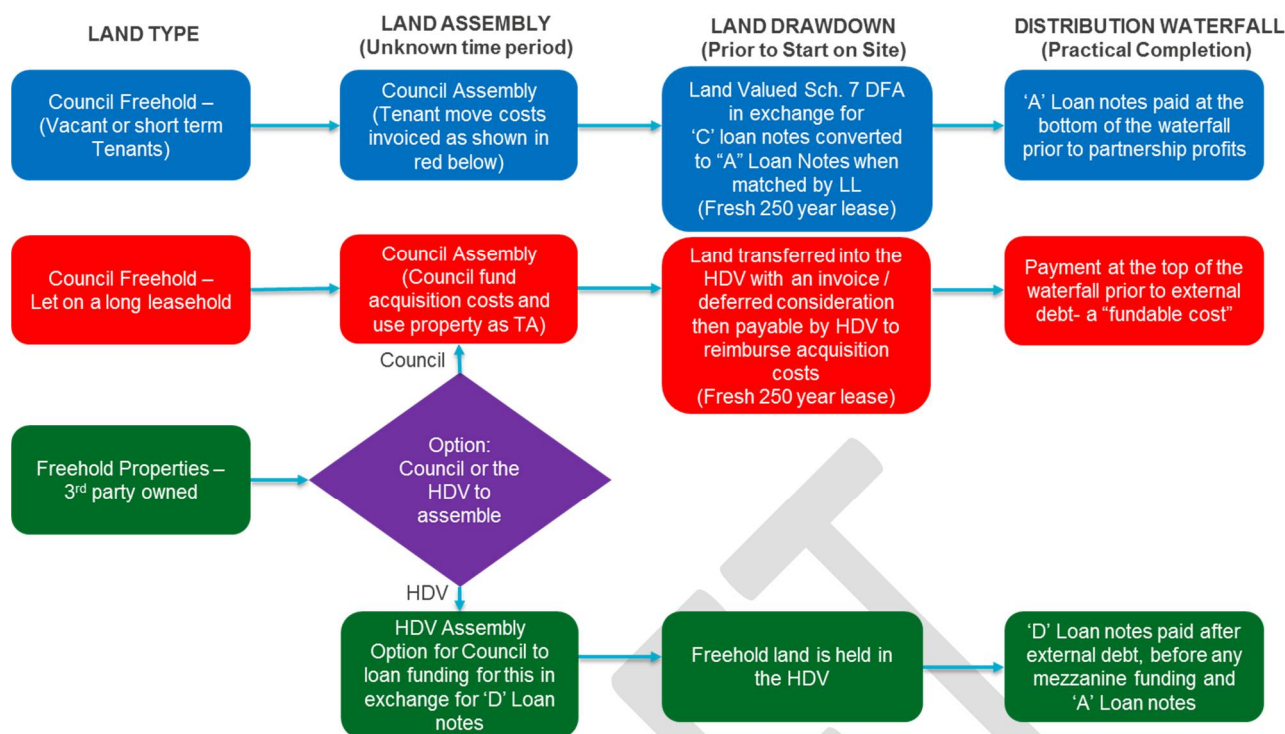 LAND TYPE
LAND ASSEMBLY
(Unknown time period)
LAND DRAWDOWN
(Prior to Start on Site)
DISTRIBUTION WATERFALL
(Practical Completion)
Council Freehold –
(Vacant or short term
Tenants)
Council Assembly
(Tenant move costs
invoiced as shown in
red below)
Land Valued Sch. 7 DFA
in exchange for
‘C’ loan notes converted
to “A” Loan Notes when
matched by LL
(Fresh 250 year lease)
‘A’ Loan notes paid at the
bottom of the waterfall
prior to partnership profits
Council Freehold –
Let on a long leasehold
Council Assembly
(Council fund
acquisition costs and
use property as TA)
Land transferred into the
HDV with an invoice /
deferred consideration
then payable by HDV to
reimburse acquisition
costs
(Fresh 250 year lease)
Payment at the top of the
waterfall prior to external
debt- a “fundable cost”
Council
Freehold Properties –
3rd party owned
Option:
Council or the
HDV to
assemble
HDV
HDV Assembly
Option for Council to
loan funding for this in
exchange for ‘D’ Loan
notes
Freehold land is held in
the HDV
‘D’ Loan notes paid after
external debt, before any
mezzanine funding and
‘A’ Loan notes